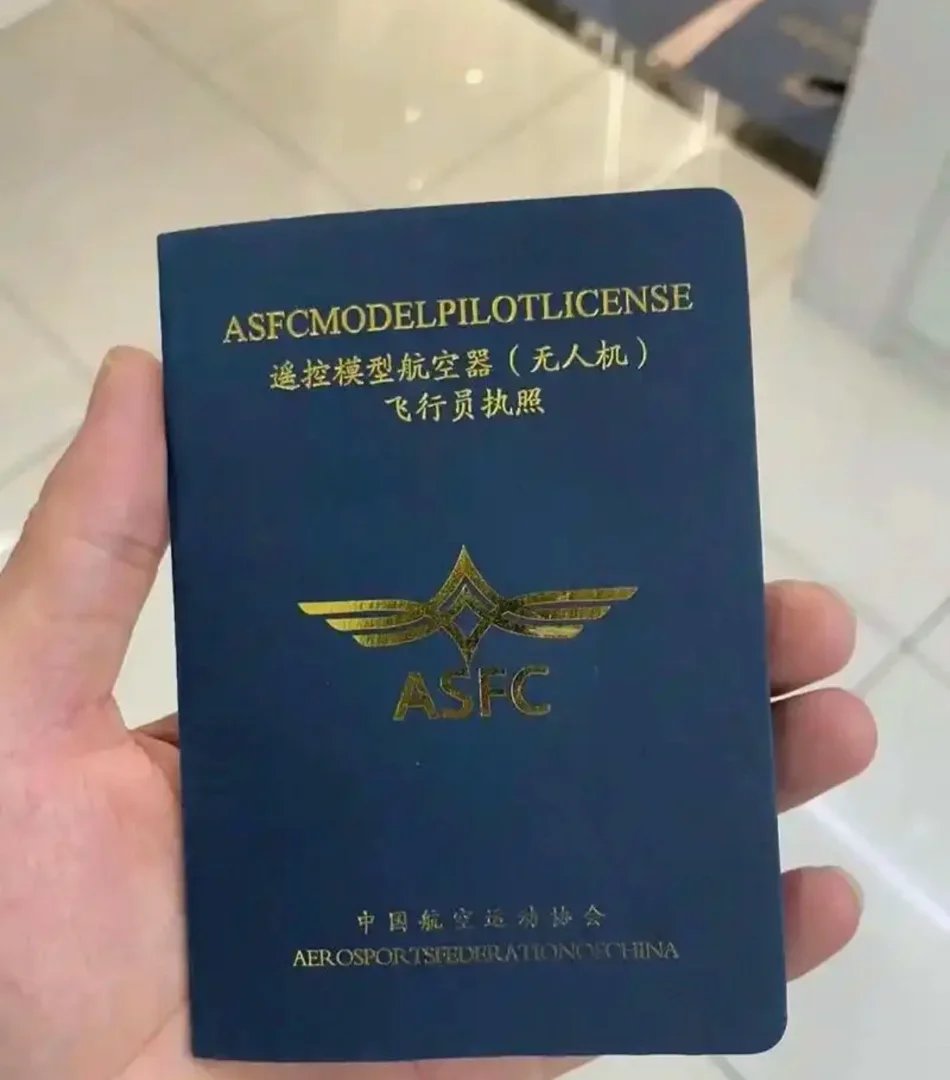 ASFCMODELPILOTLICENSE
遥控模型航空器（无人机）
飞行员执照
ASFC
中国航空运动协会
AEROSPORTSFEDERATIONOFCHINA